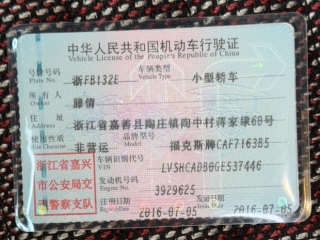 中华人民共和国机动车行驶证
Vehicle License of the People's Republic of China
号牌号码 浙FB13ZE 车辆类型 小型轿车
Plate No. Vehicle Type
所有人 滕倩
Owner
住址 浙江省嘉善县陶庄镇陶中村蒋家埭60号
Address
使用性质 非营运 品牌型号 福克斯牌CAF7163B5
Use Character Model
浙江省嘉兴 车辆识别代号 LVSHCADB0GE537446
VIN
市公安局交 发动机号码 3929625
Engine No.
通警察支队 注册日期 2016-07-05 发证日期 2016-07-05
Register Date Issue Date